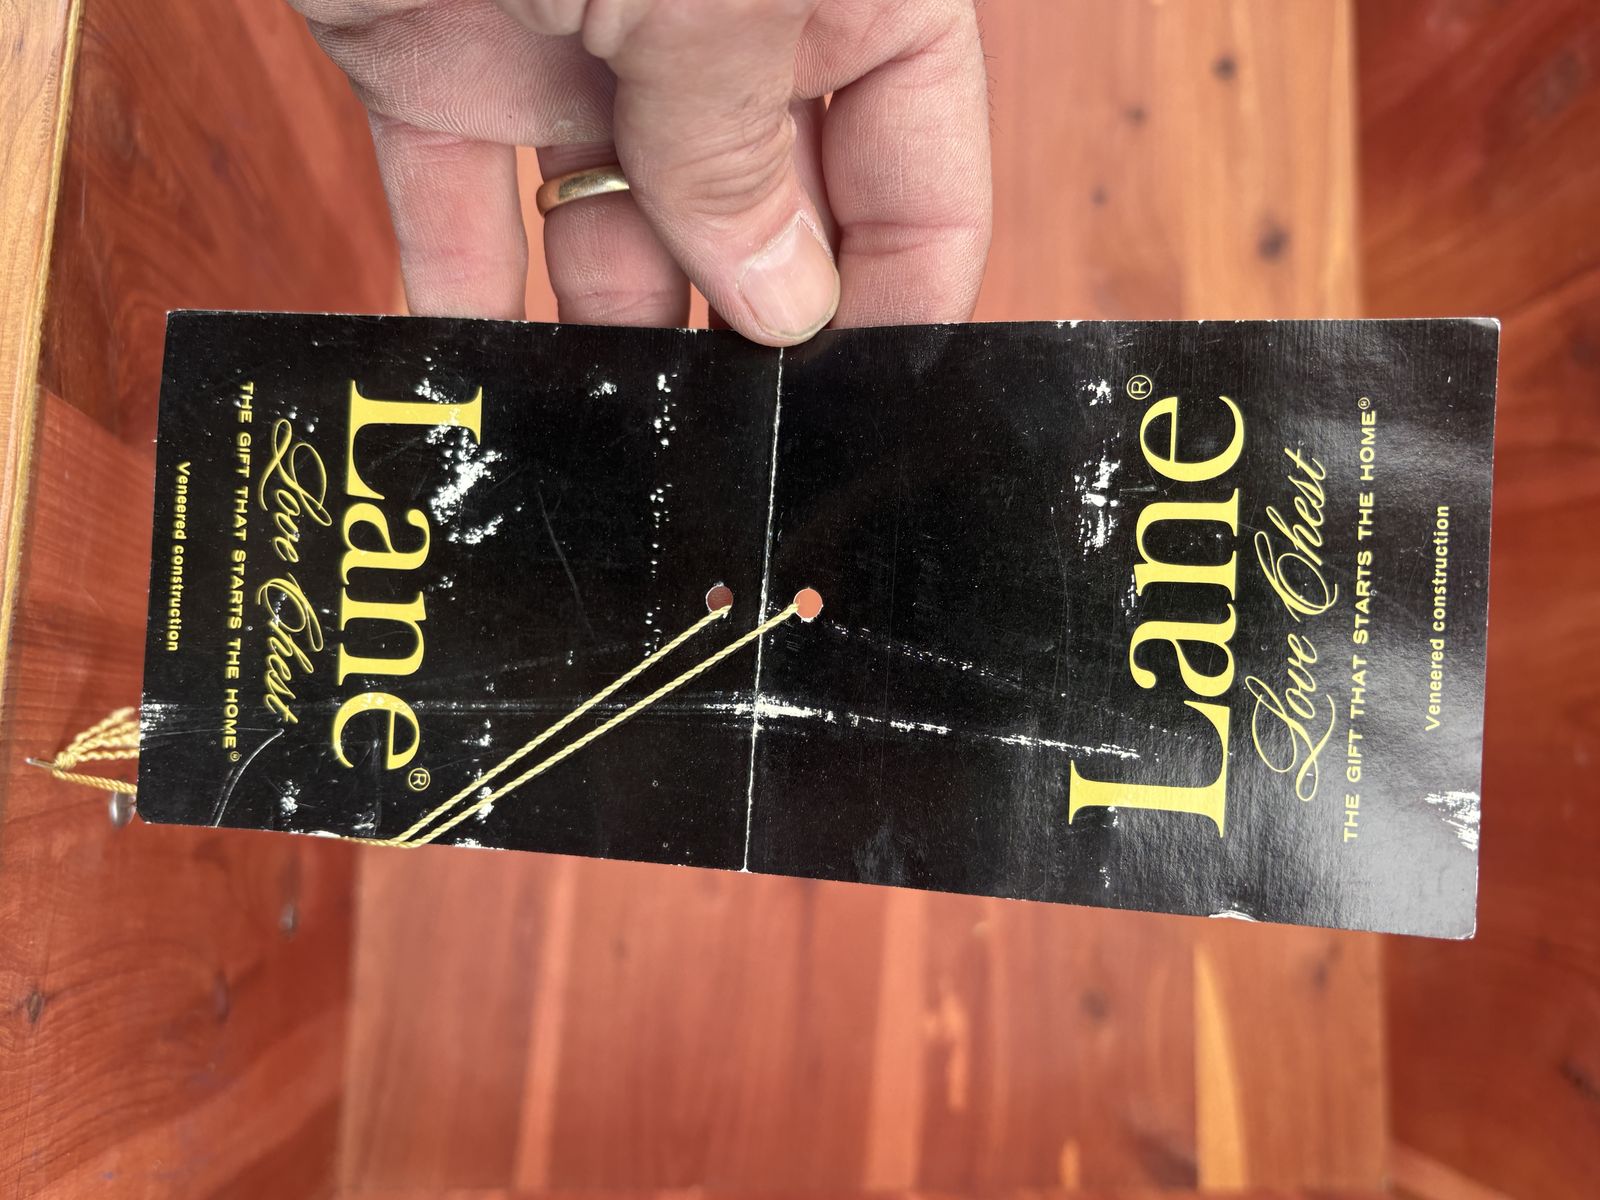 Lane®
Love Chest
THE GIFT THAT STARTS THE HOME®
Veneered construction
Lane®
Love Chest
THE GIFT THAT STARTS THE HOME®
Veneered construction